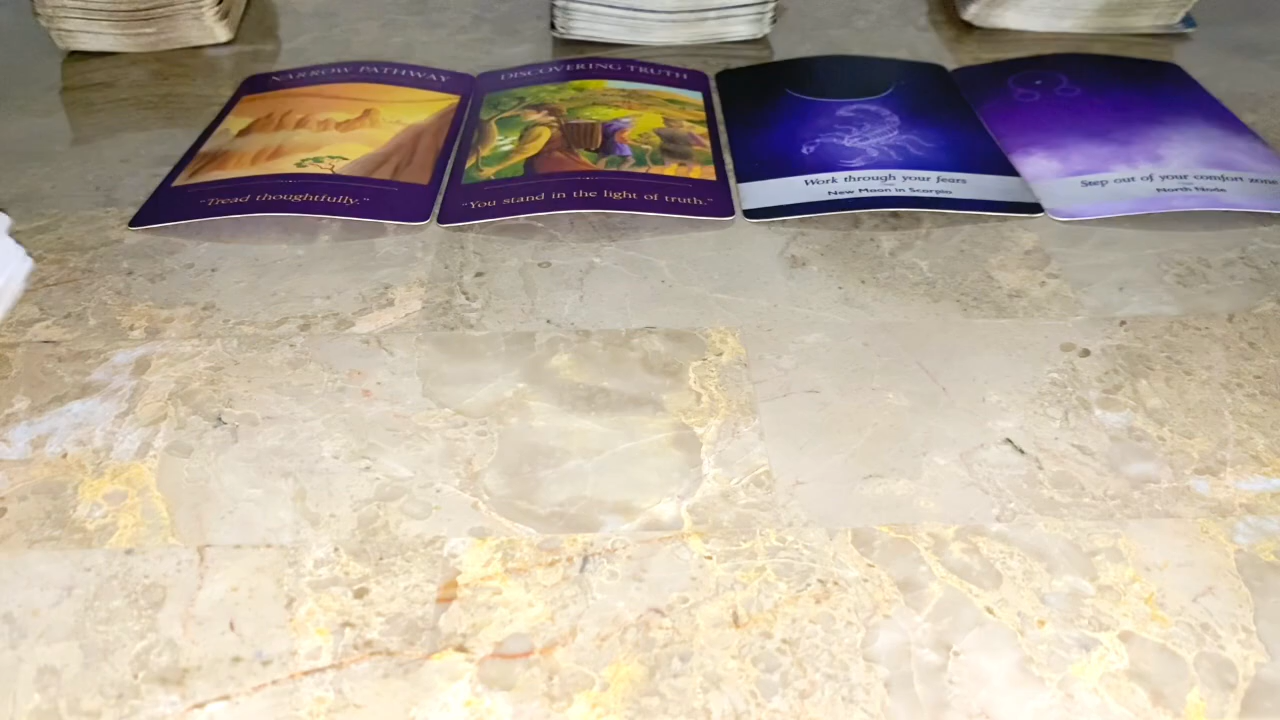 NARROW PATHWAY
"Tread thoughtfully."
DISCOVERING TRUTH
"You stand in the light of truth."
Work through your fears
New Moon in Scorpio
Step out of your comfort zone
North Node